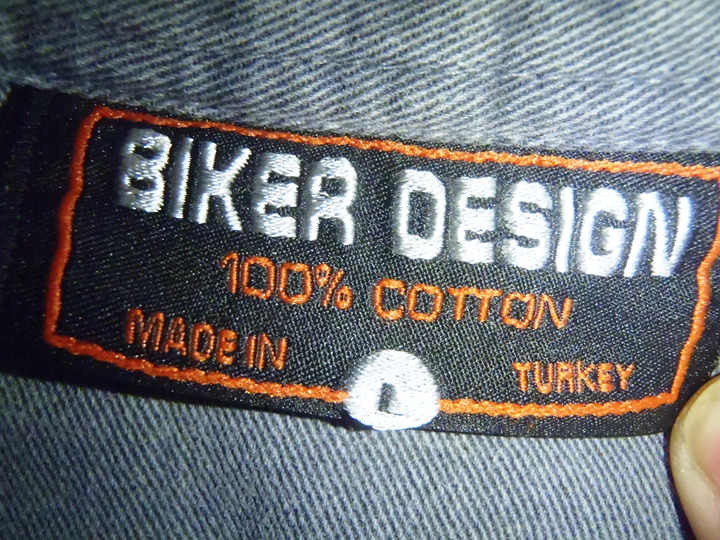 BIKER DESIGN
100% COTTON
MADE IN TURKEY
L